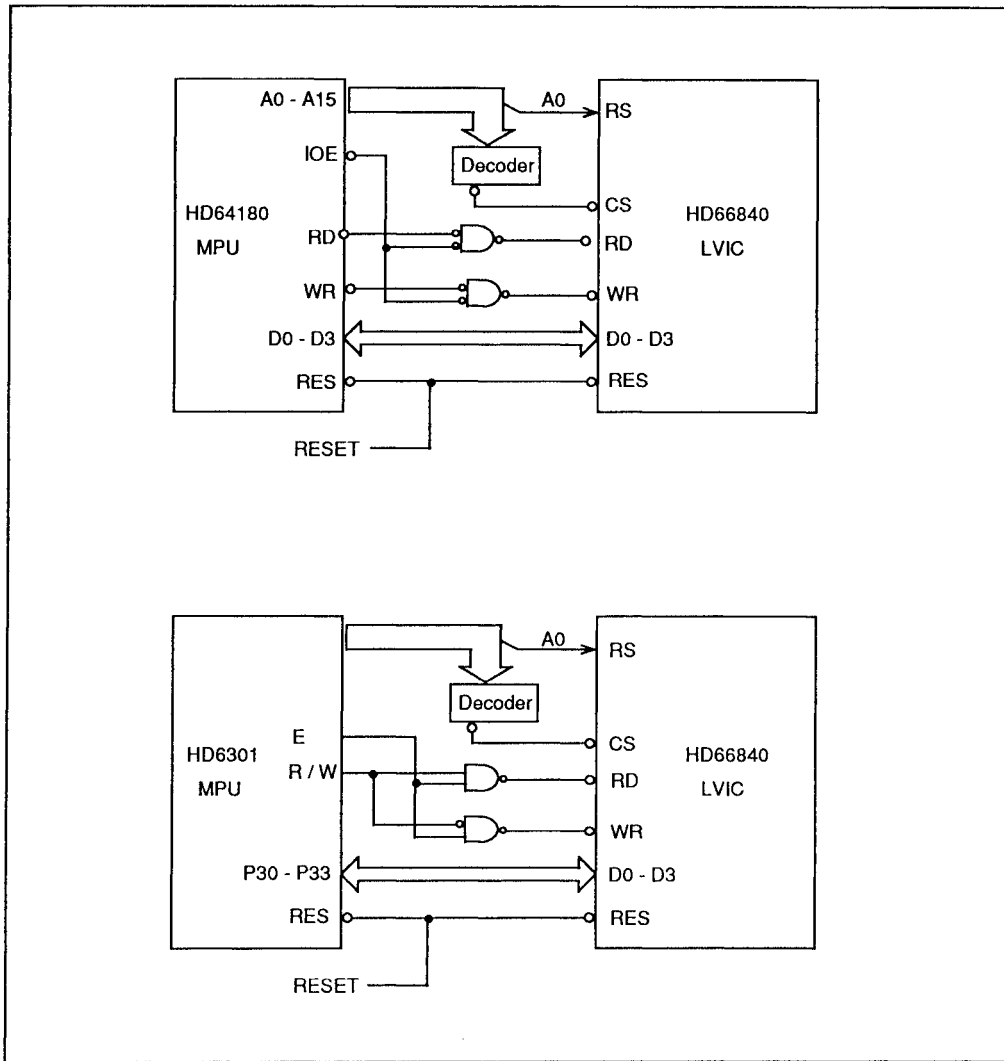 A0 - A15
A0
RS
IOE
Decoder
CS
HD64180
MPU
HD66840
LVIC
RD
RD
WR
WR
D0 - D3
D0 - D3
RES
RES
RESET
A0
RS
Decoder
E
CS
HD6301
MPU
HD66840
LVIC
R / W
RD
WR
P30 - P33
D0 - D3
RES
RES
RESET